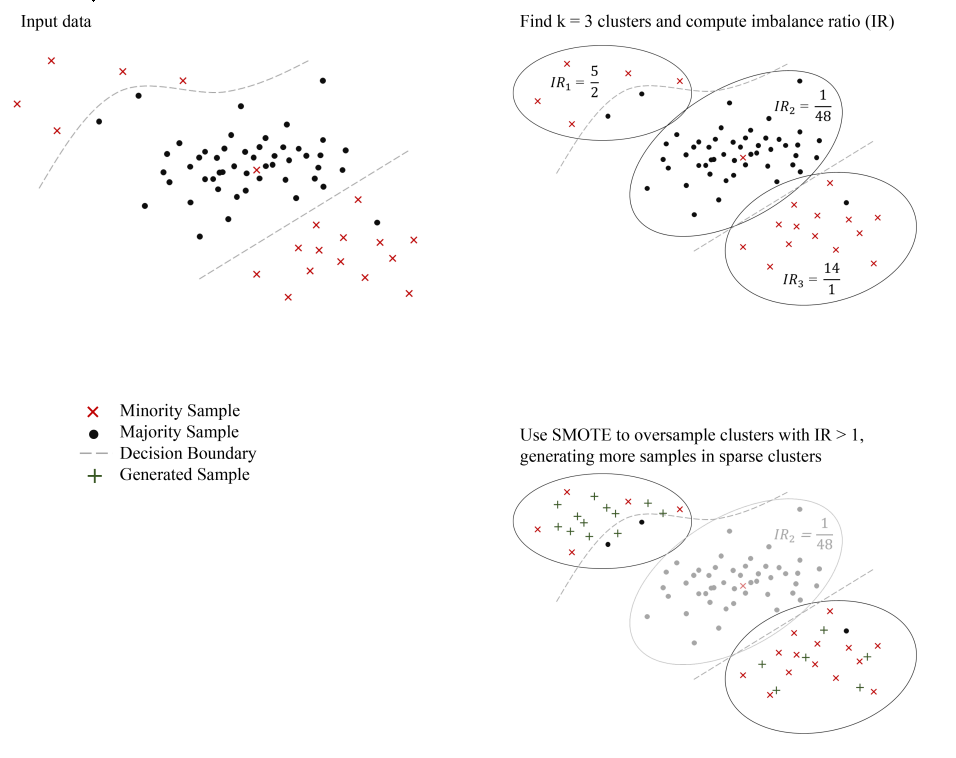 Input data
Find k = 3 clusters and compute imbalance ratio (IR)
IR₁ = 5/2
IR₂ = 1/48
IR₃ = 14/1
Minority Sample
Majority Sample
Decision Boundary
Generated Sample
Use SMOTE to oversample clusters with IR > 1,
generating more samples in sparse clusters
IR₂ = 1/48